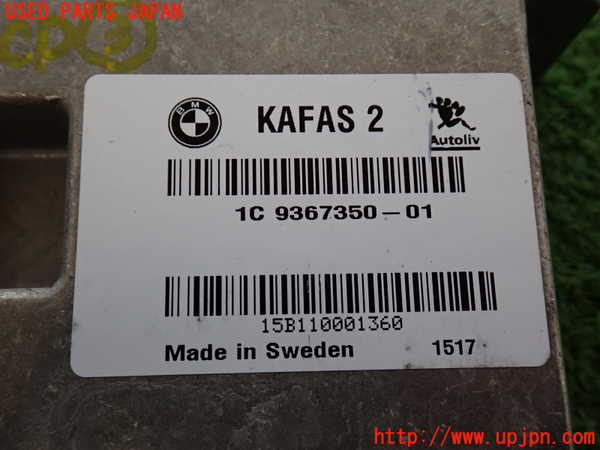 USED PARTS JAPAN
CP③
BMW
KAFAS 2
Autoliv
1C 9367350-01
15B110001360
Made in Sweden 1517
http://www.upjpn.com/